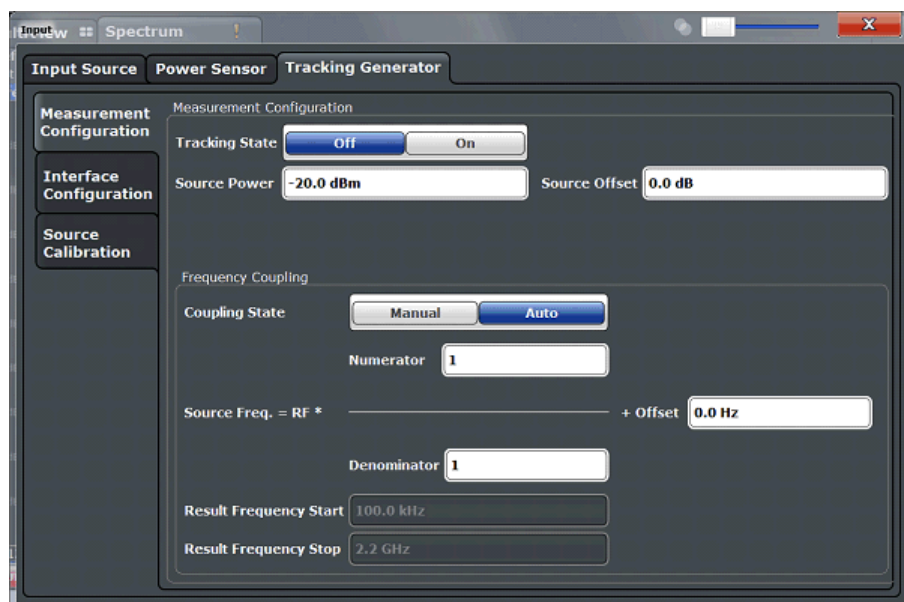 Input
Spectrum !
X
Input Source Power Sensor Tracking Generator
Measurement Configuration
Interface Configuration
Source Calibration
Measurement Configuration
Tracking State Off On
Source Power -20.0 dBm Source Offset 0.0 dB
Frequency Coupling
Coupling State Manual Auto
Numerator 1
Source Freq. = RF * + Offset 0.0 Hz
Denominator 1
Result Frequency Start 100.0 kHz
Result Frequency Stop 2.2 GHz